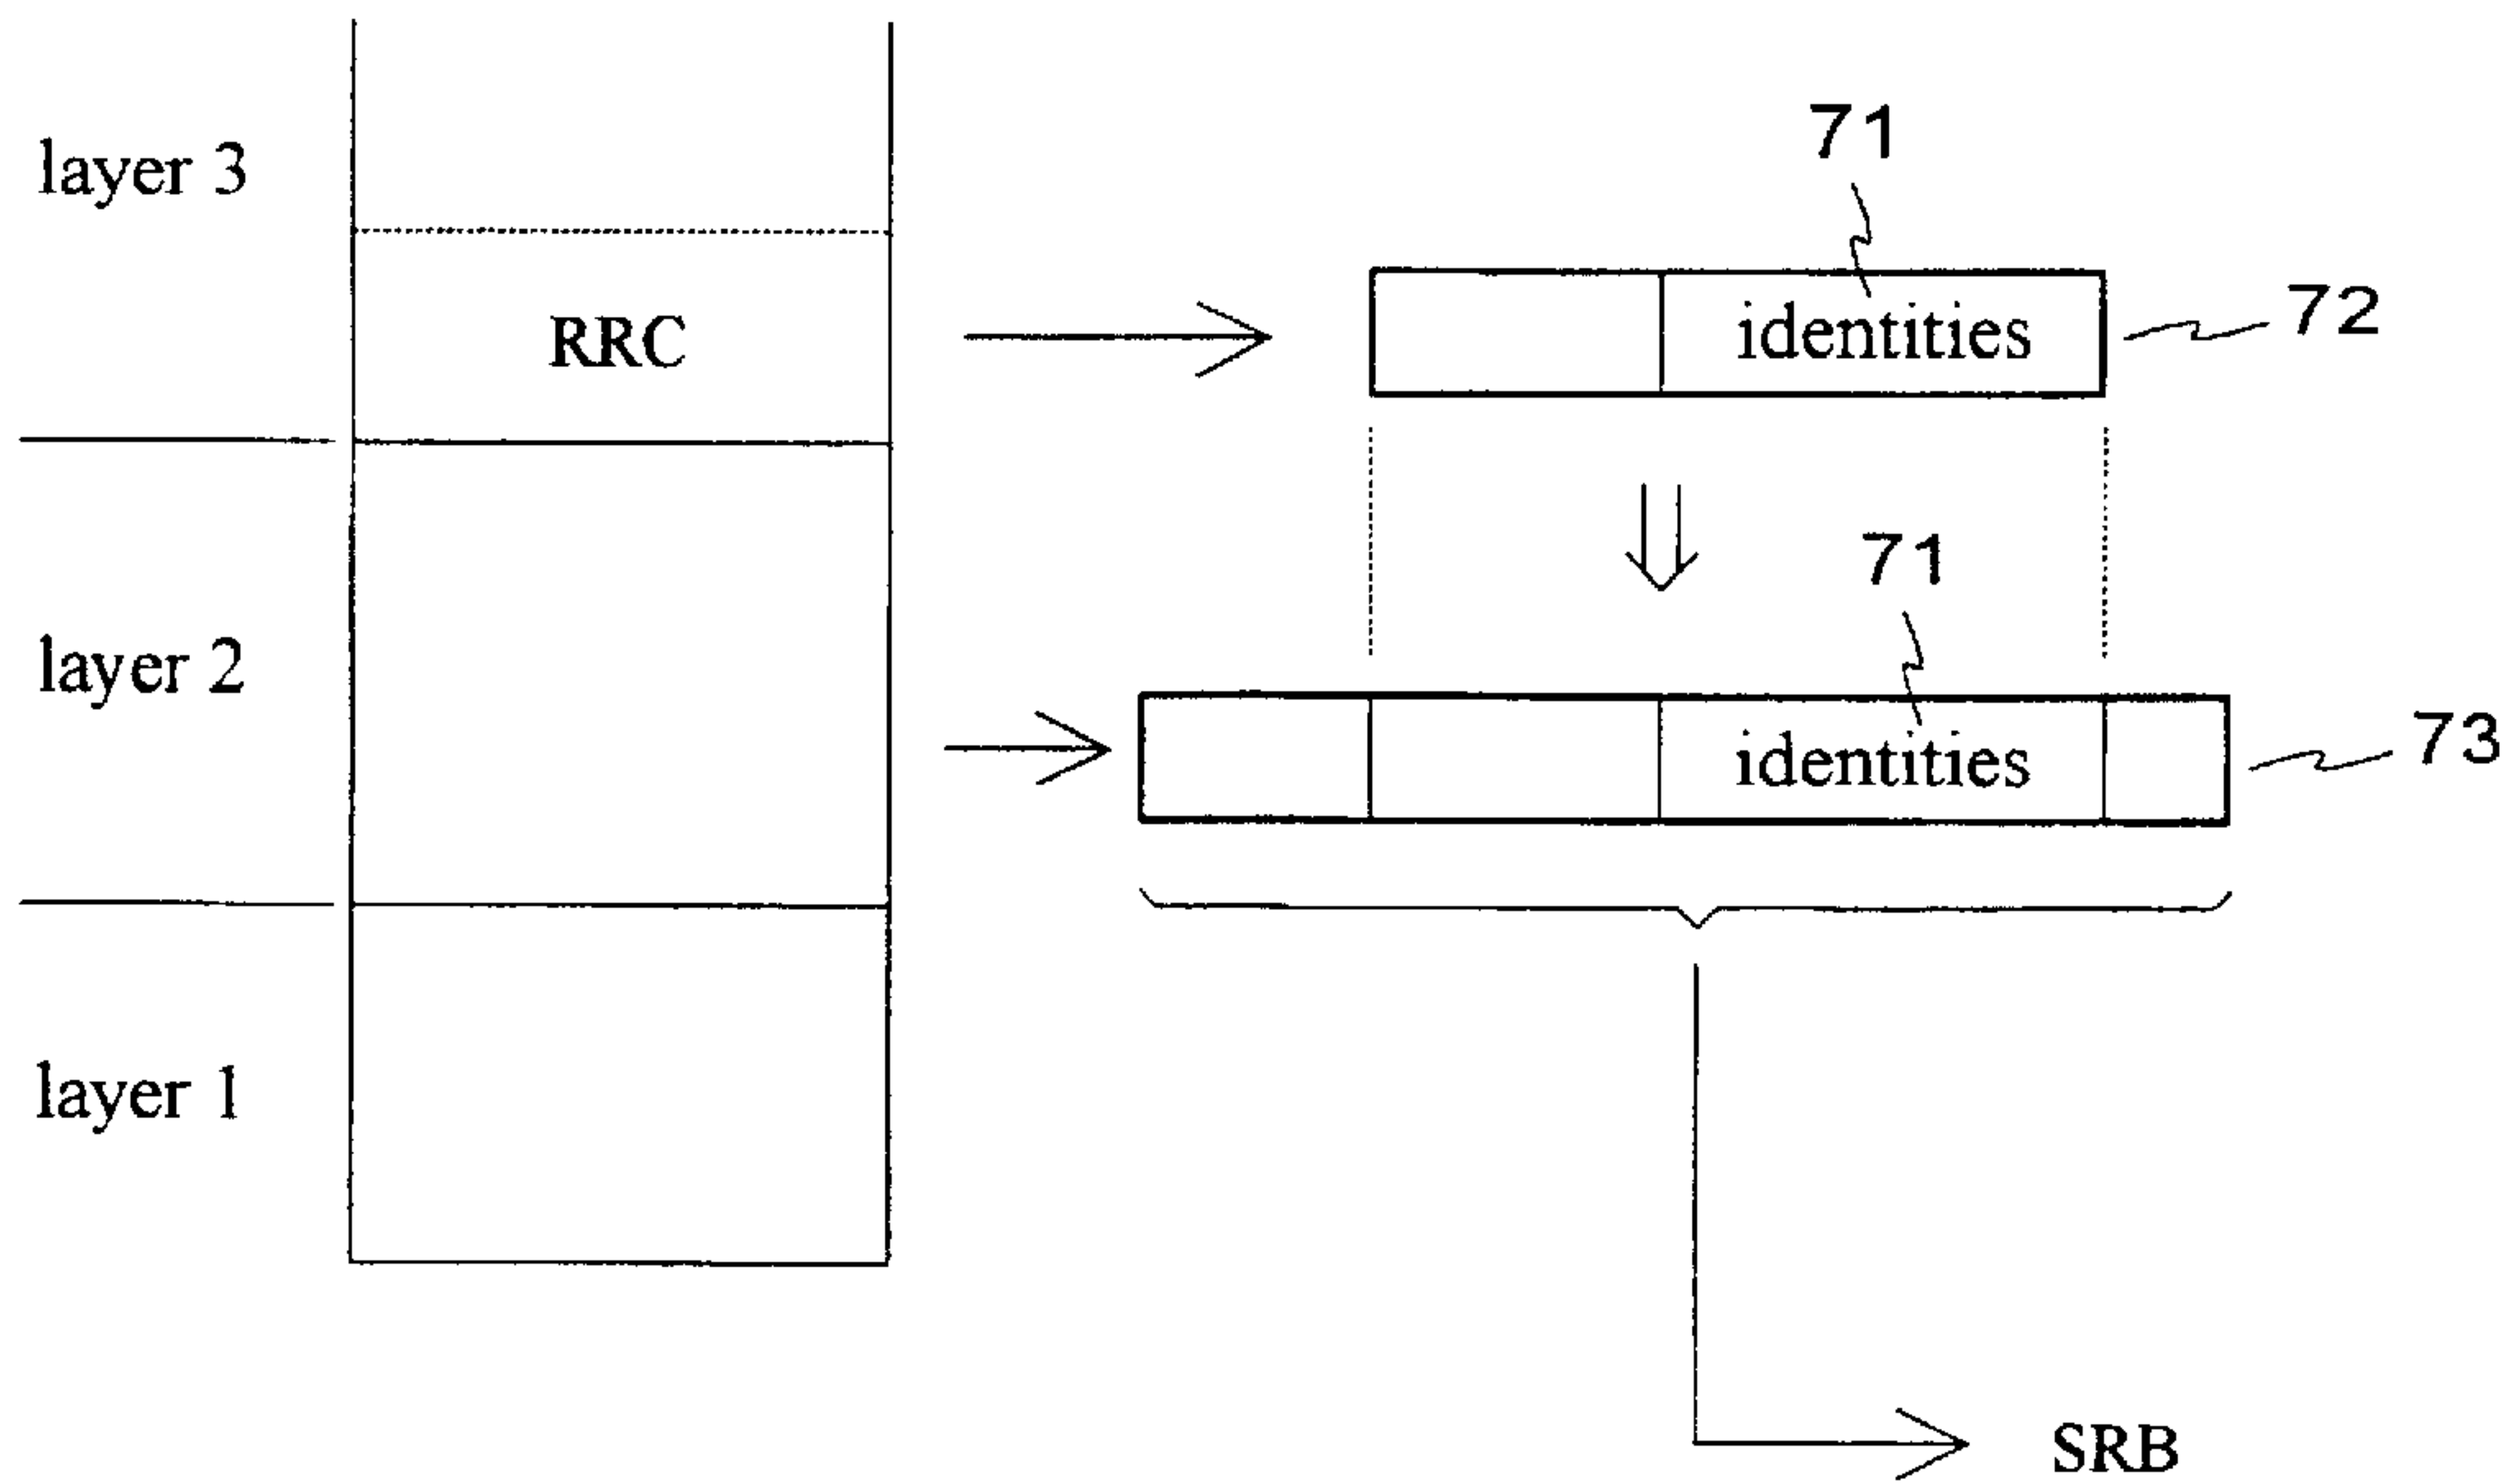 71
layer 3
72
RRC
identities
71
layer 2
73
identities
layer 1
SRB